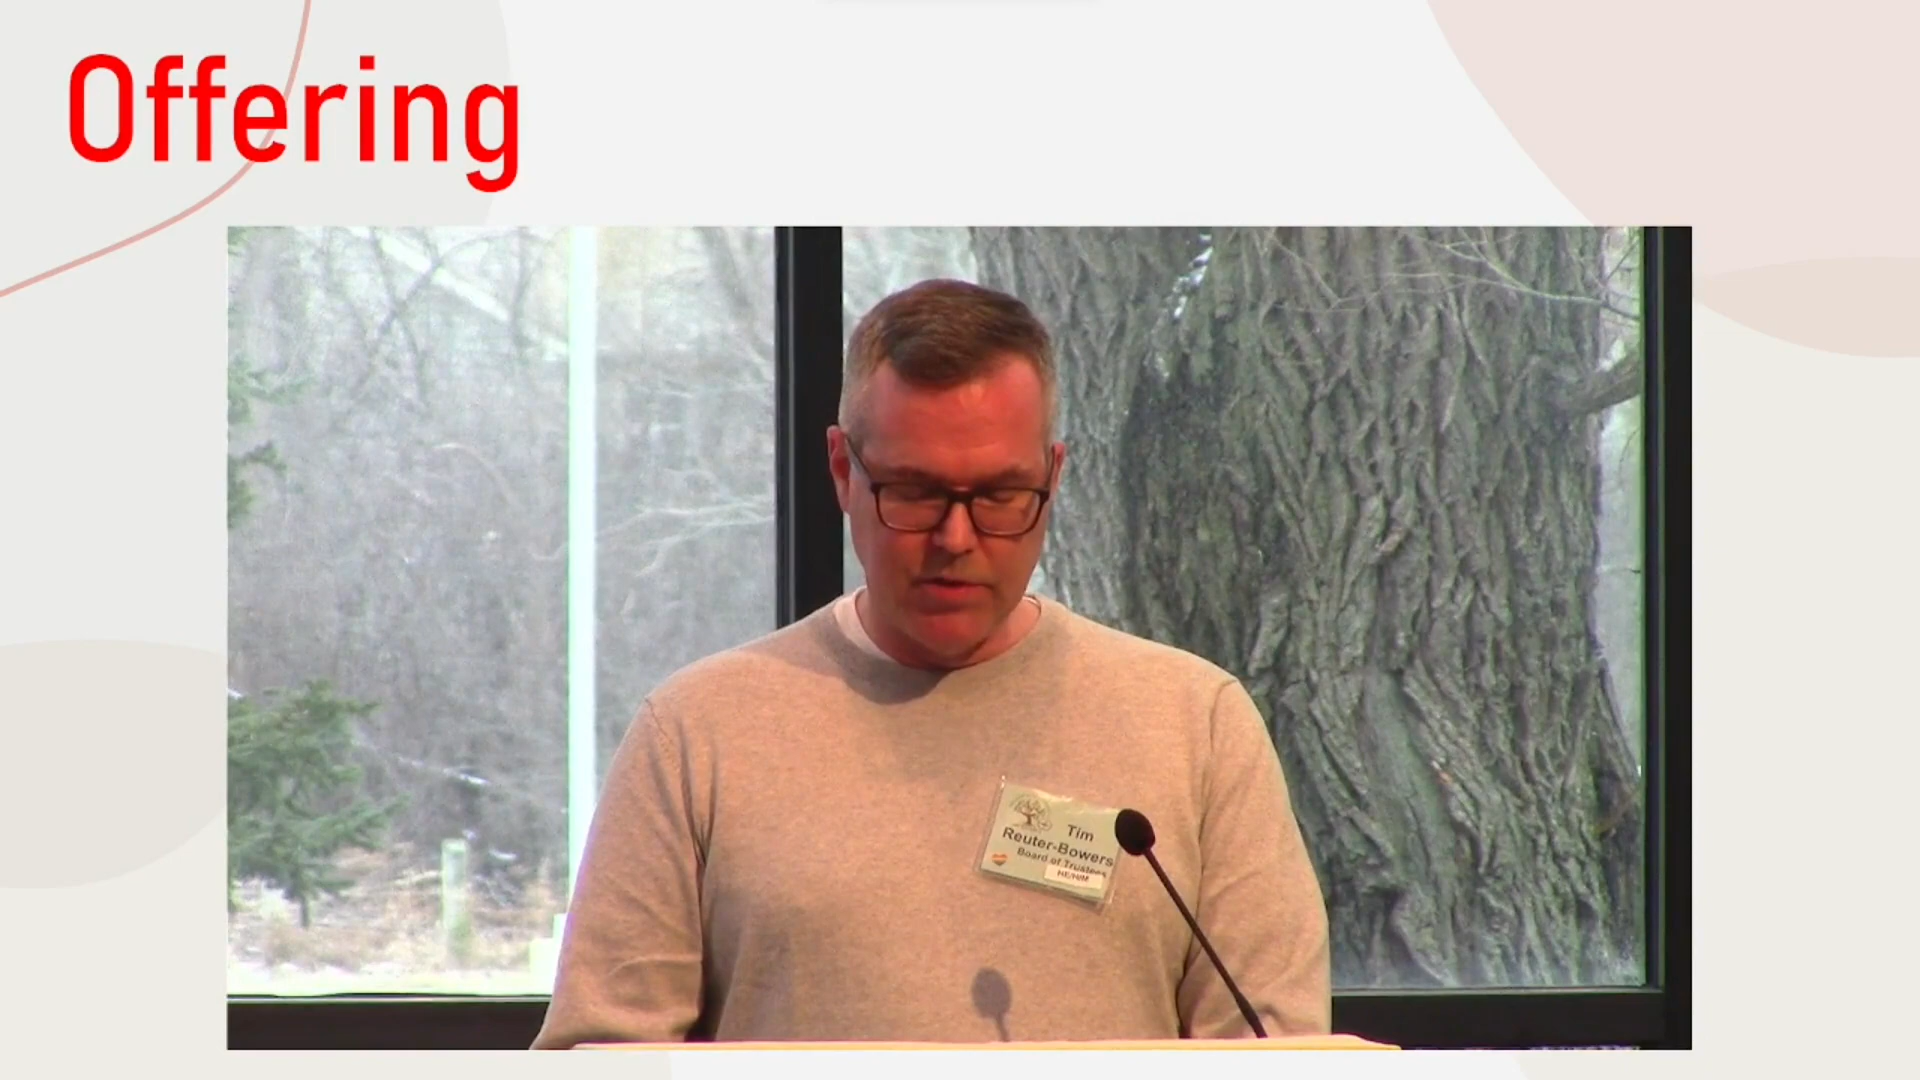 Offering
Tim
Reuter-Bowers
Board of Trustees
HE/HIM